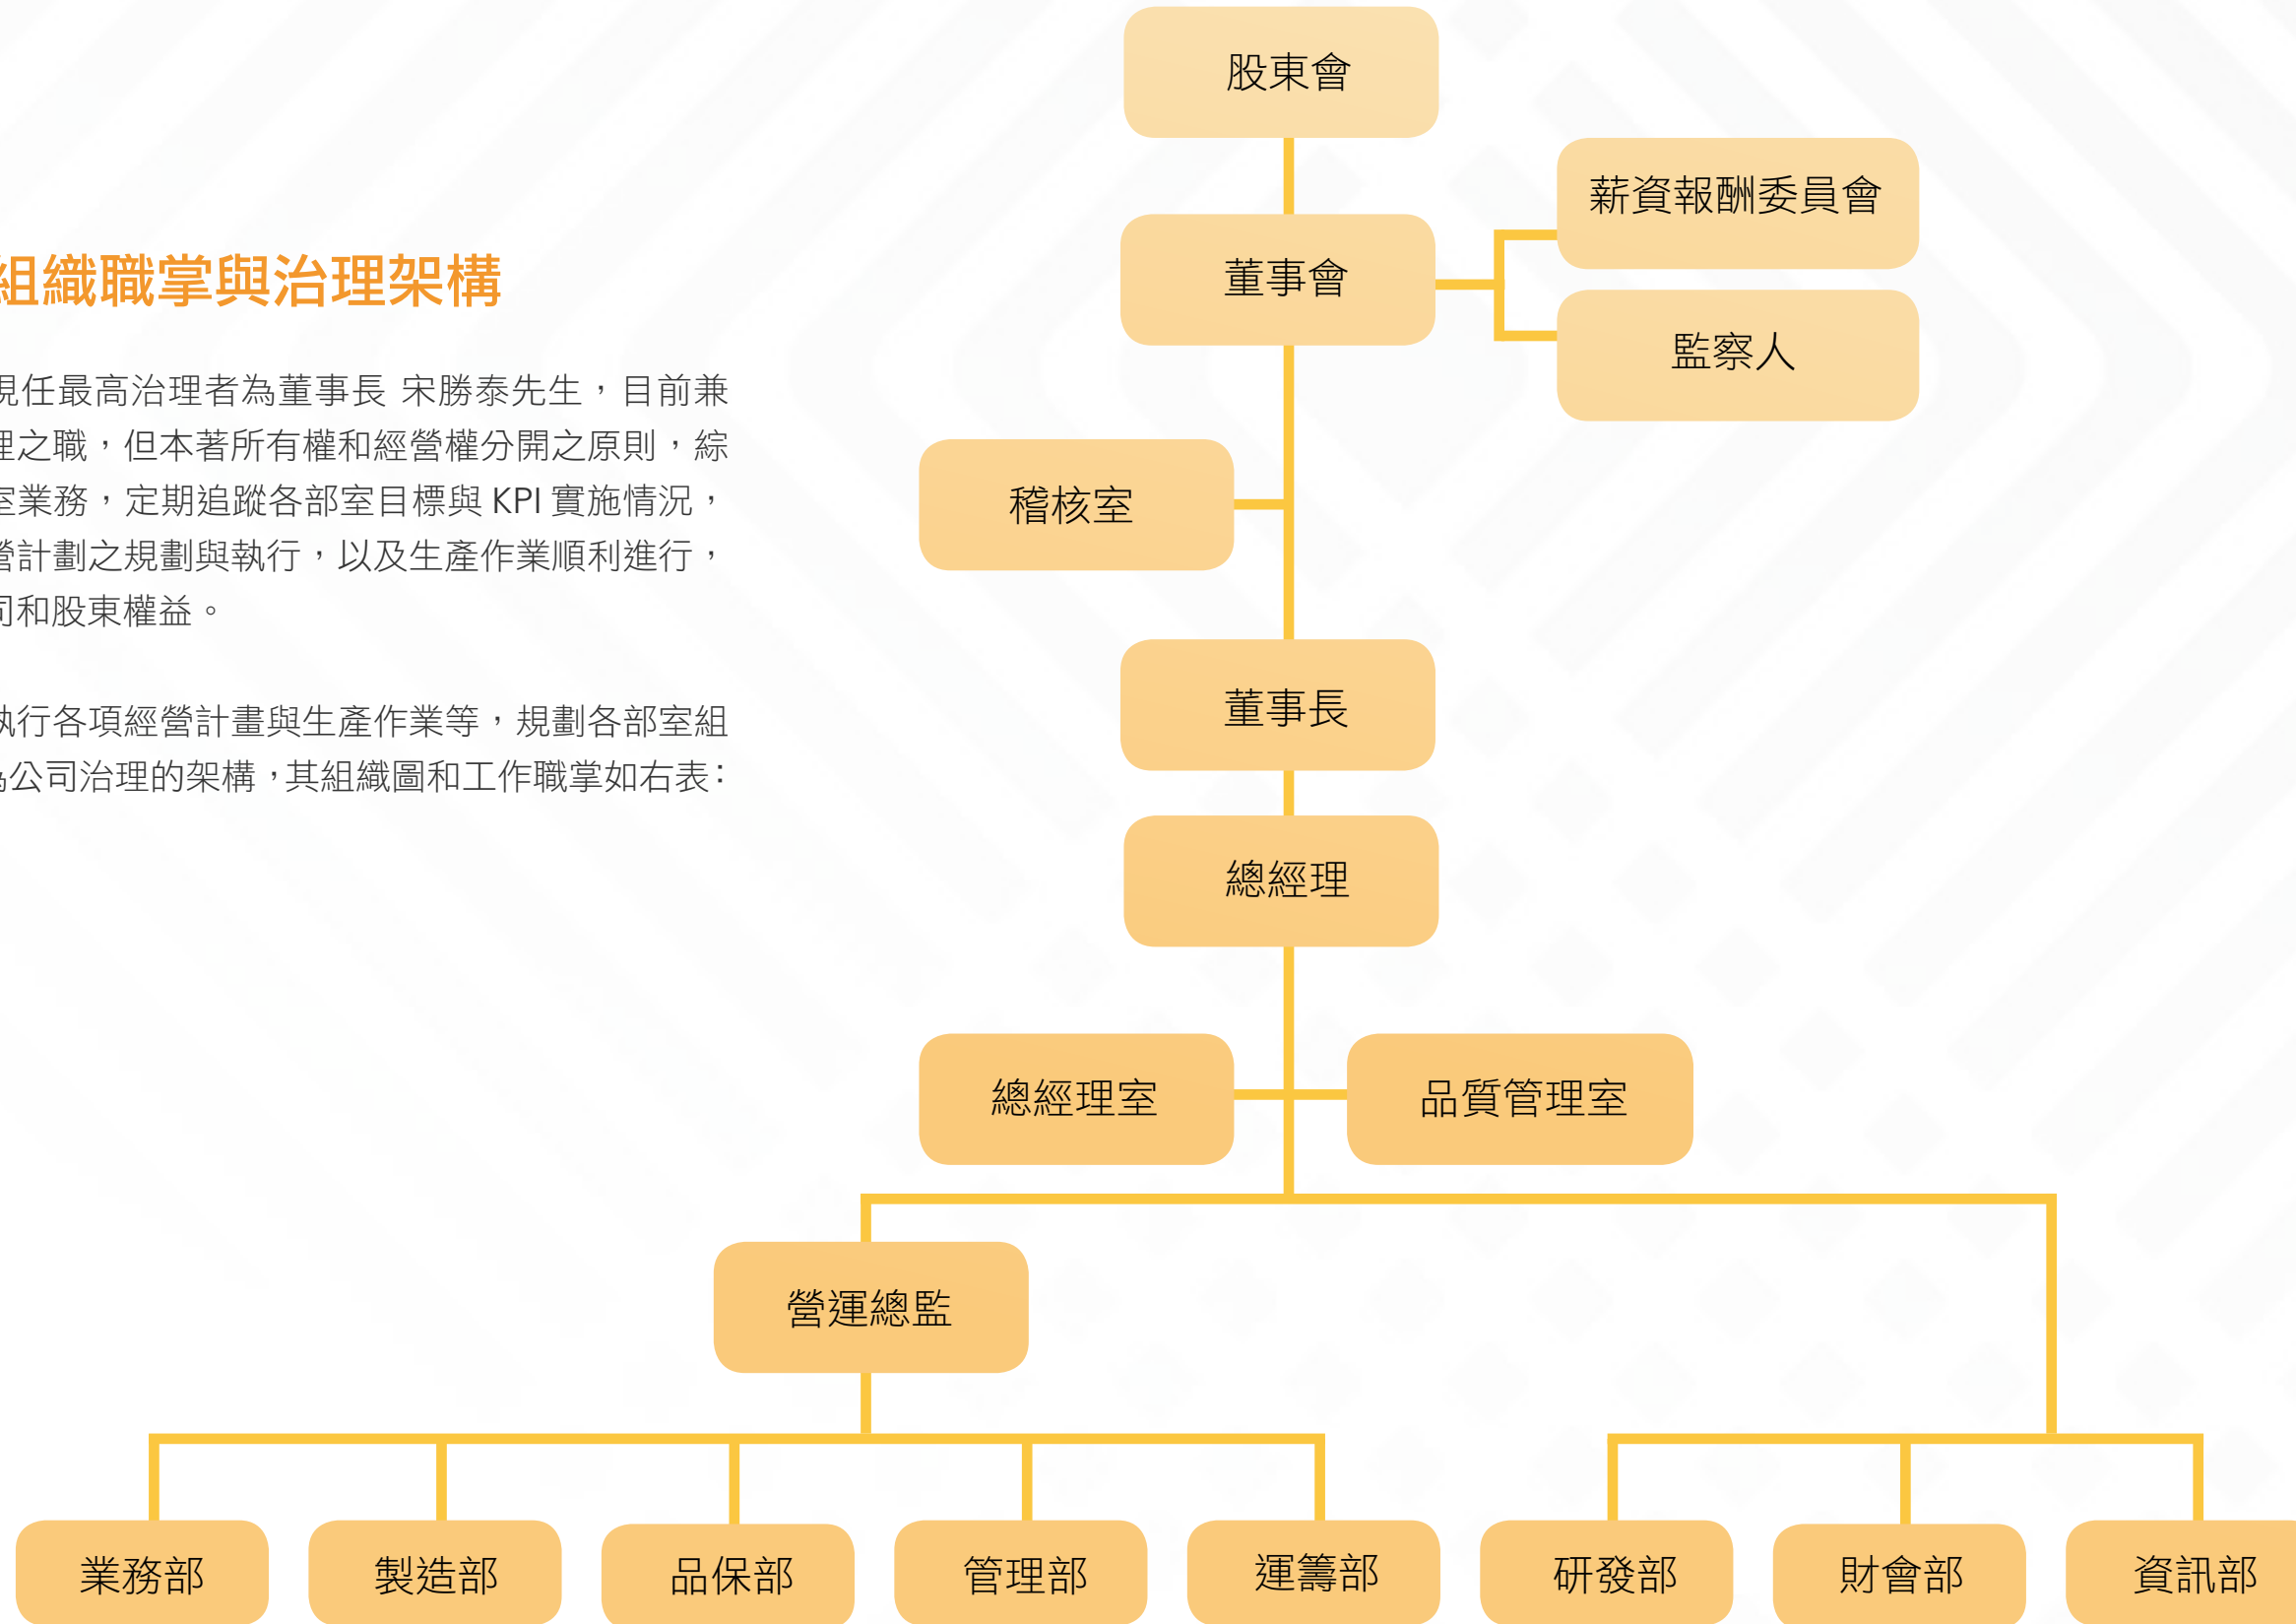 組織職掌與治理架構
現任最高治理者為董事長 宋勝泰先生，目前兼
理之職，但本著所有權和經營權分開之原則，綜
室業務，定期追蹤各部室目標與 KPI 實施情況，
營計劃之規劃與執行，以及生產作業順利進行，
司和股東權益。
執行各項經營計畫與生產作業等，規劃各部室組
為公司治理的架構，其組織圖和工作職掌如右表：
股東會
董事會
薪資報酬委員會
監察人
稽核室
董事長
總經理
總經理室
品質管理室
營運總監
業務部
製造部
品保部
管理部
運籌部
研發部
財會部
資訊部